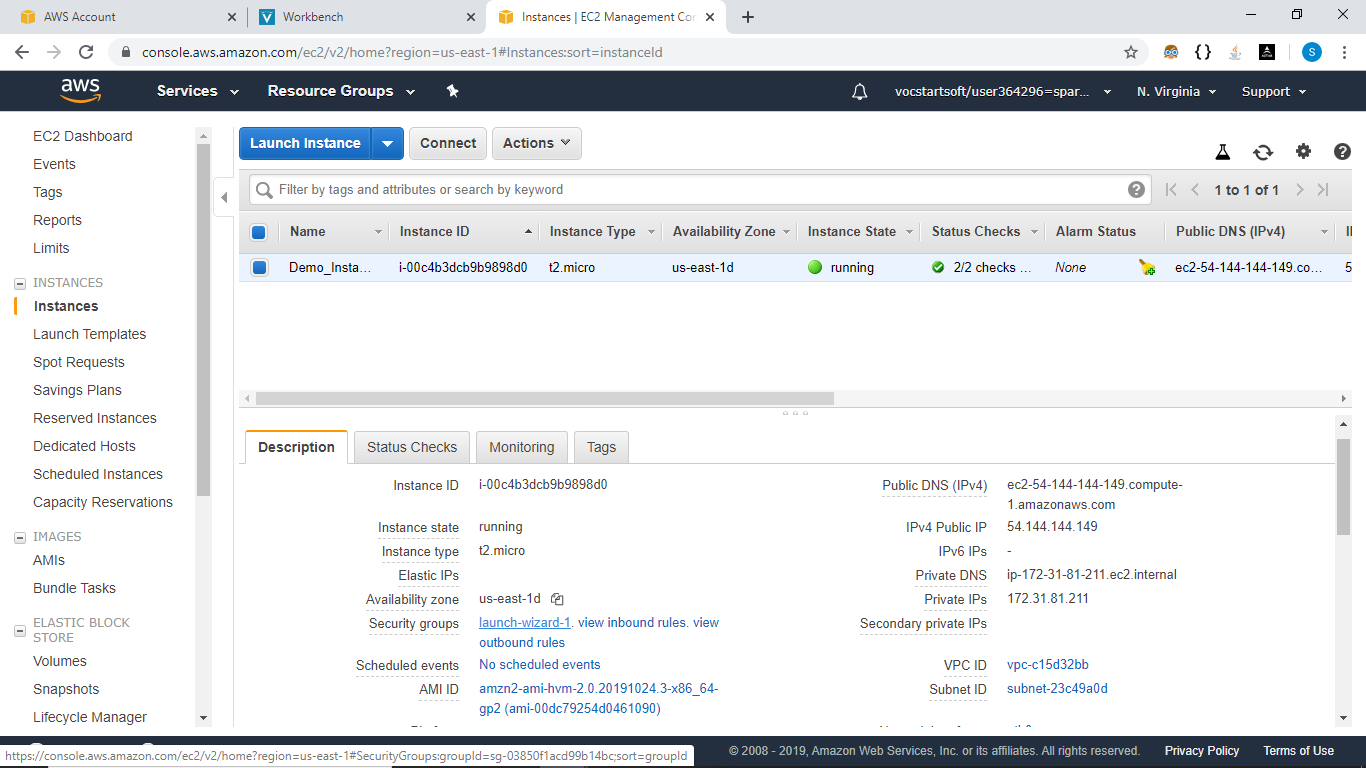 AWS Account
Workbench
Instances | EC2 Management Con
console.aws.amazon.com/ec2/v2/home?region=us-east-1#Instances:sort=instanceId
S
aws
Services
Resource Groups
vocstartsoft/user364296=spar...
N. Virginia
Support
EC2 Dashboard
Events
Tags
Reports
Limits
INSTANCES
Instances
Launch Templates
Spot Requests
Savings Plans
Reserved Instances
Dedicated Hosts
Scheduled Instances
Capacity Reservations
IMAGES
AMIs
Bundle Tasks
ELASTIC BLOCK
STORE
Volumes
Snapshots
Lifecycle Manager
Launch Instance
Connect
Actions
Filter by tags and attributes or search by keyword
1 to 1 of 1
Name Instance ID Instance Type Availability Zone Instance State Status Checks Alarm Status Public DNS (IPv4)
Demo_Insta... i-00c4b3dcb9b9898d0 t2.micro us-east-1d running 2/2 checks ... None ec2-54-144-144-149.co... 5
Description
Status Checks
Monitoring
Tags
Instance ID i-00c4b3dcb9b9898d0
Instance state running
Instance type t2.micro
Elastic IPs
Availability zone us-east-1d
Security groups launch-wizard-1. view inbound rules. view
outbound rules
Scheduled events No scheduled events
AMI ID amzn2-ami-hvm-2.0.20191024.3-x86_64-
gp2 (ami-00dc79254d0461090)
Public DNS (IPv4) ec2-54-144-144-149.compute-
1.amazonaws.com
IPv4 Public IP 54.144.144.149
IPv6 IPs -
Private DNS ip-172-31-81-211.ec2.internal
Private IPs 172.31.81.211
Secondary private IPs
VPC ID vpc-c15d32bb
Subnet ID subnet-23c49a0d
https://console.aws.amazon.com/ec2/v2/home?region=us-east-1#SecurityGroups:groupId=sg-03850f1acd99b14bc;sort=groupId
© 2008 - 2019, Amazon Web Services, Inc. or its affiliates. All rights reserved.
Privacy Policy
Terms of Use